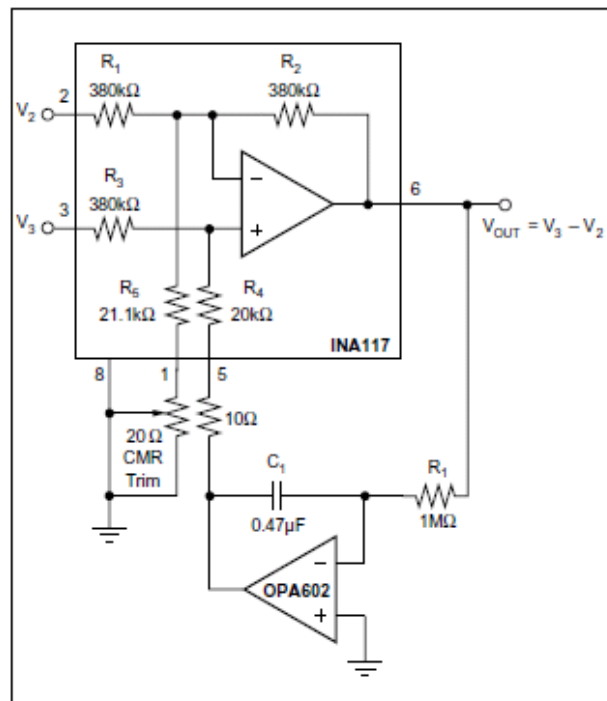 R1
380kΩ
R2
380kΩ
V2
2
R3
380kΩ
V3
3
−
+
6
VOUT = V3 − V2
R5
21.1kΩ
R4
20kΩ
INA117
8
1
5
20Ω
CMR
Trim
10Ω
C1
0.47µF
R1
1MΩ
−
OPA602
+